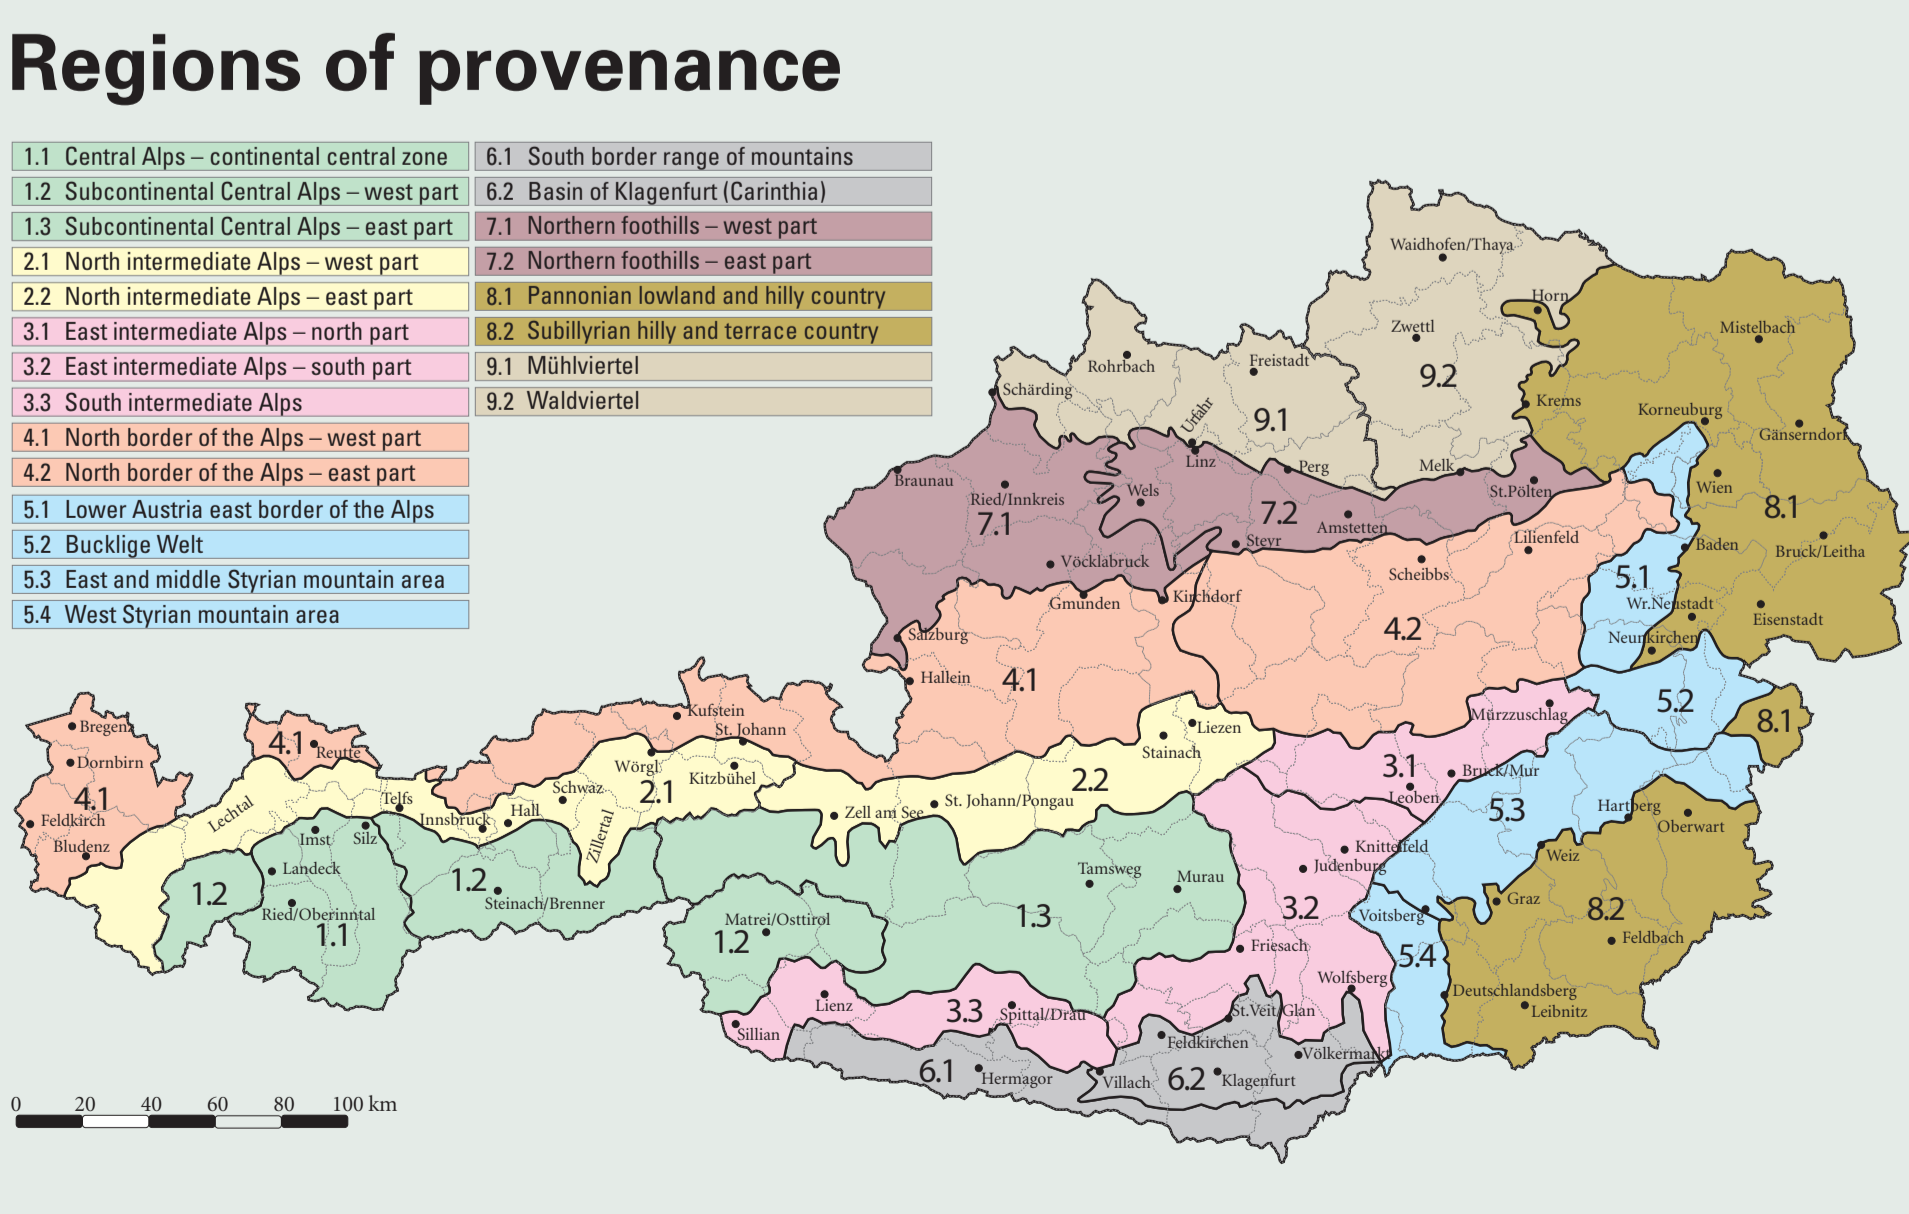 Regions of provenance
1.1 Central Alps – continental central zone
1.2 Subcontinental Central Alps – west part
1.3 Subcontinental Central Alps – east part
2.1 North intermediate Alps – west part
2.2 North intermediate Alps – east part
3.1 East intermediate Alps – north part
3.2 East intermediate Alps – south part
3.3 South intermediate Alps
4.1 North border of the Alps – west part
4.2 North border of the Alps – east part
5.1 Lower Austria east border of the Alps
5.2 Bucklige Welt
5.3 East and middle Styrian mountain area
5.4 West Styrian mountain area
6.1 South border range of mountains
6.2 Basin of Klagenfurt (Carinthia)
7.1 Northern foothills – west part
7.2 Northern foothills – east part
8.1 Pannonian lowland and hilly country
8.2 Subillyrian hilly and terrace country
9.1 Mühlviertel
9.2 Waldviertel
Waidhofen/Thaya
Horn
Zwettl
Mistelbach
9.2
Rohrbach
Freistadt
Schärding
Krems
Urfahr
9.1
Korneuburg
Gänserndorf
Linz
Perg
Melk
Braunau
Ried/Innkreis
Wels
St.Pölten
Wien
7.1
7.2
Amstetten
8.1
Steyr
Lilienfeld
Baden
Bruck/Leitha
Vöcklabruck
Scheibbs
5.1
Gmunden
Kirchdorf
Wr.Neustadt
Eisenstadt
Salzburg
4.2
Neunkirchen
Hallein
4.1
5.2
Kufstein
Mürzzuschlag
8.1
Bregenz
St. Johann
Liezen
4.1
Reutte
Stainach
Dornbirn
Wörgl
Kitzbühel
2.2
3.1
Bruck/Mur
4.1
Lechtal
Telfs
Schwaz
2.1
Leoben
5.3
Hartberg
Feldkirch
Innsbruck
Hall
Zell am See
St. Johann/Pongau
Oberwart
Bludenz
Imst
Silz
Zillertal
Knittelfeld
Weiz
Landeck
Tamsweg
Judenburg
1.2
1.2
Steinach/Brenner
Murau
Graz
Ried/Oberinntal
1.1
Matrei/Osttirol
1.2
1.3
3.2
Voitsberg
8.2
Feldbach
Friesach
5.4
Wolfsberg
Lienz
3.3
Spittal/Drau
St.Veit/Glan
Deutschlandsberg
Leibnitz
Sillian
Feldkirchen
Völkermarkt
6.1
Hermagor
Villach
6.2
Klagenfurt
0 20 40 60 80 100 km